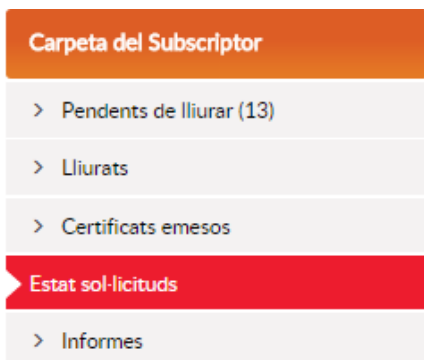 Carpeta del Subscriptor
Pendents de lliurar (13)
Lliurats
Certificats emesos
Estat sol·licituds
Informes